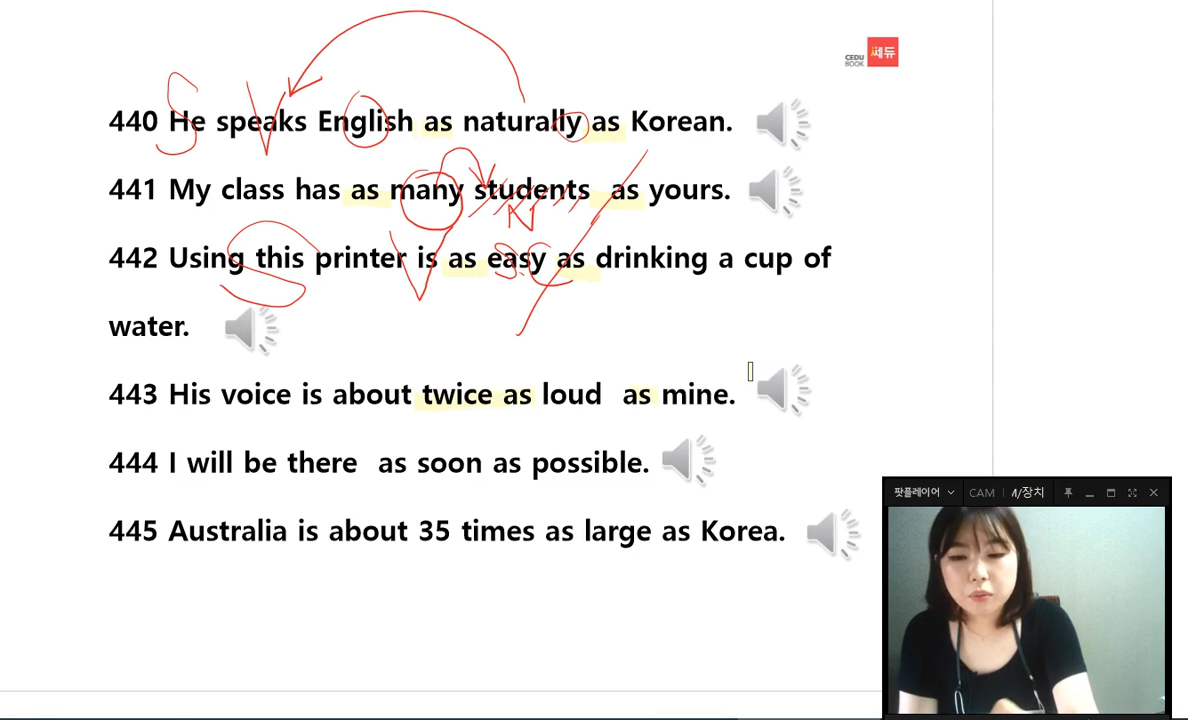 CEDU
BOOK
쎄듀
440 He speaks English as naturally as Korean.
441 My class has as many students as yours.
442 Using this printer is as easy as drinking a cup of
water.
443 His voice is about twice as loud as mine.
444 I will be there as soon as possible.
445 Australia is about 35 times as large as Korea.
S V O
N
S V S.C
팟플레이어
CAM